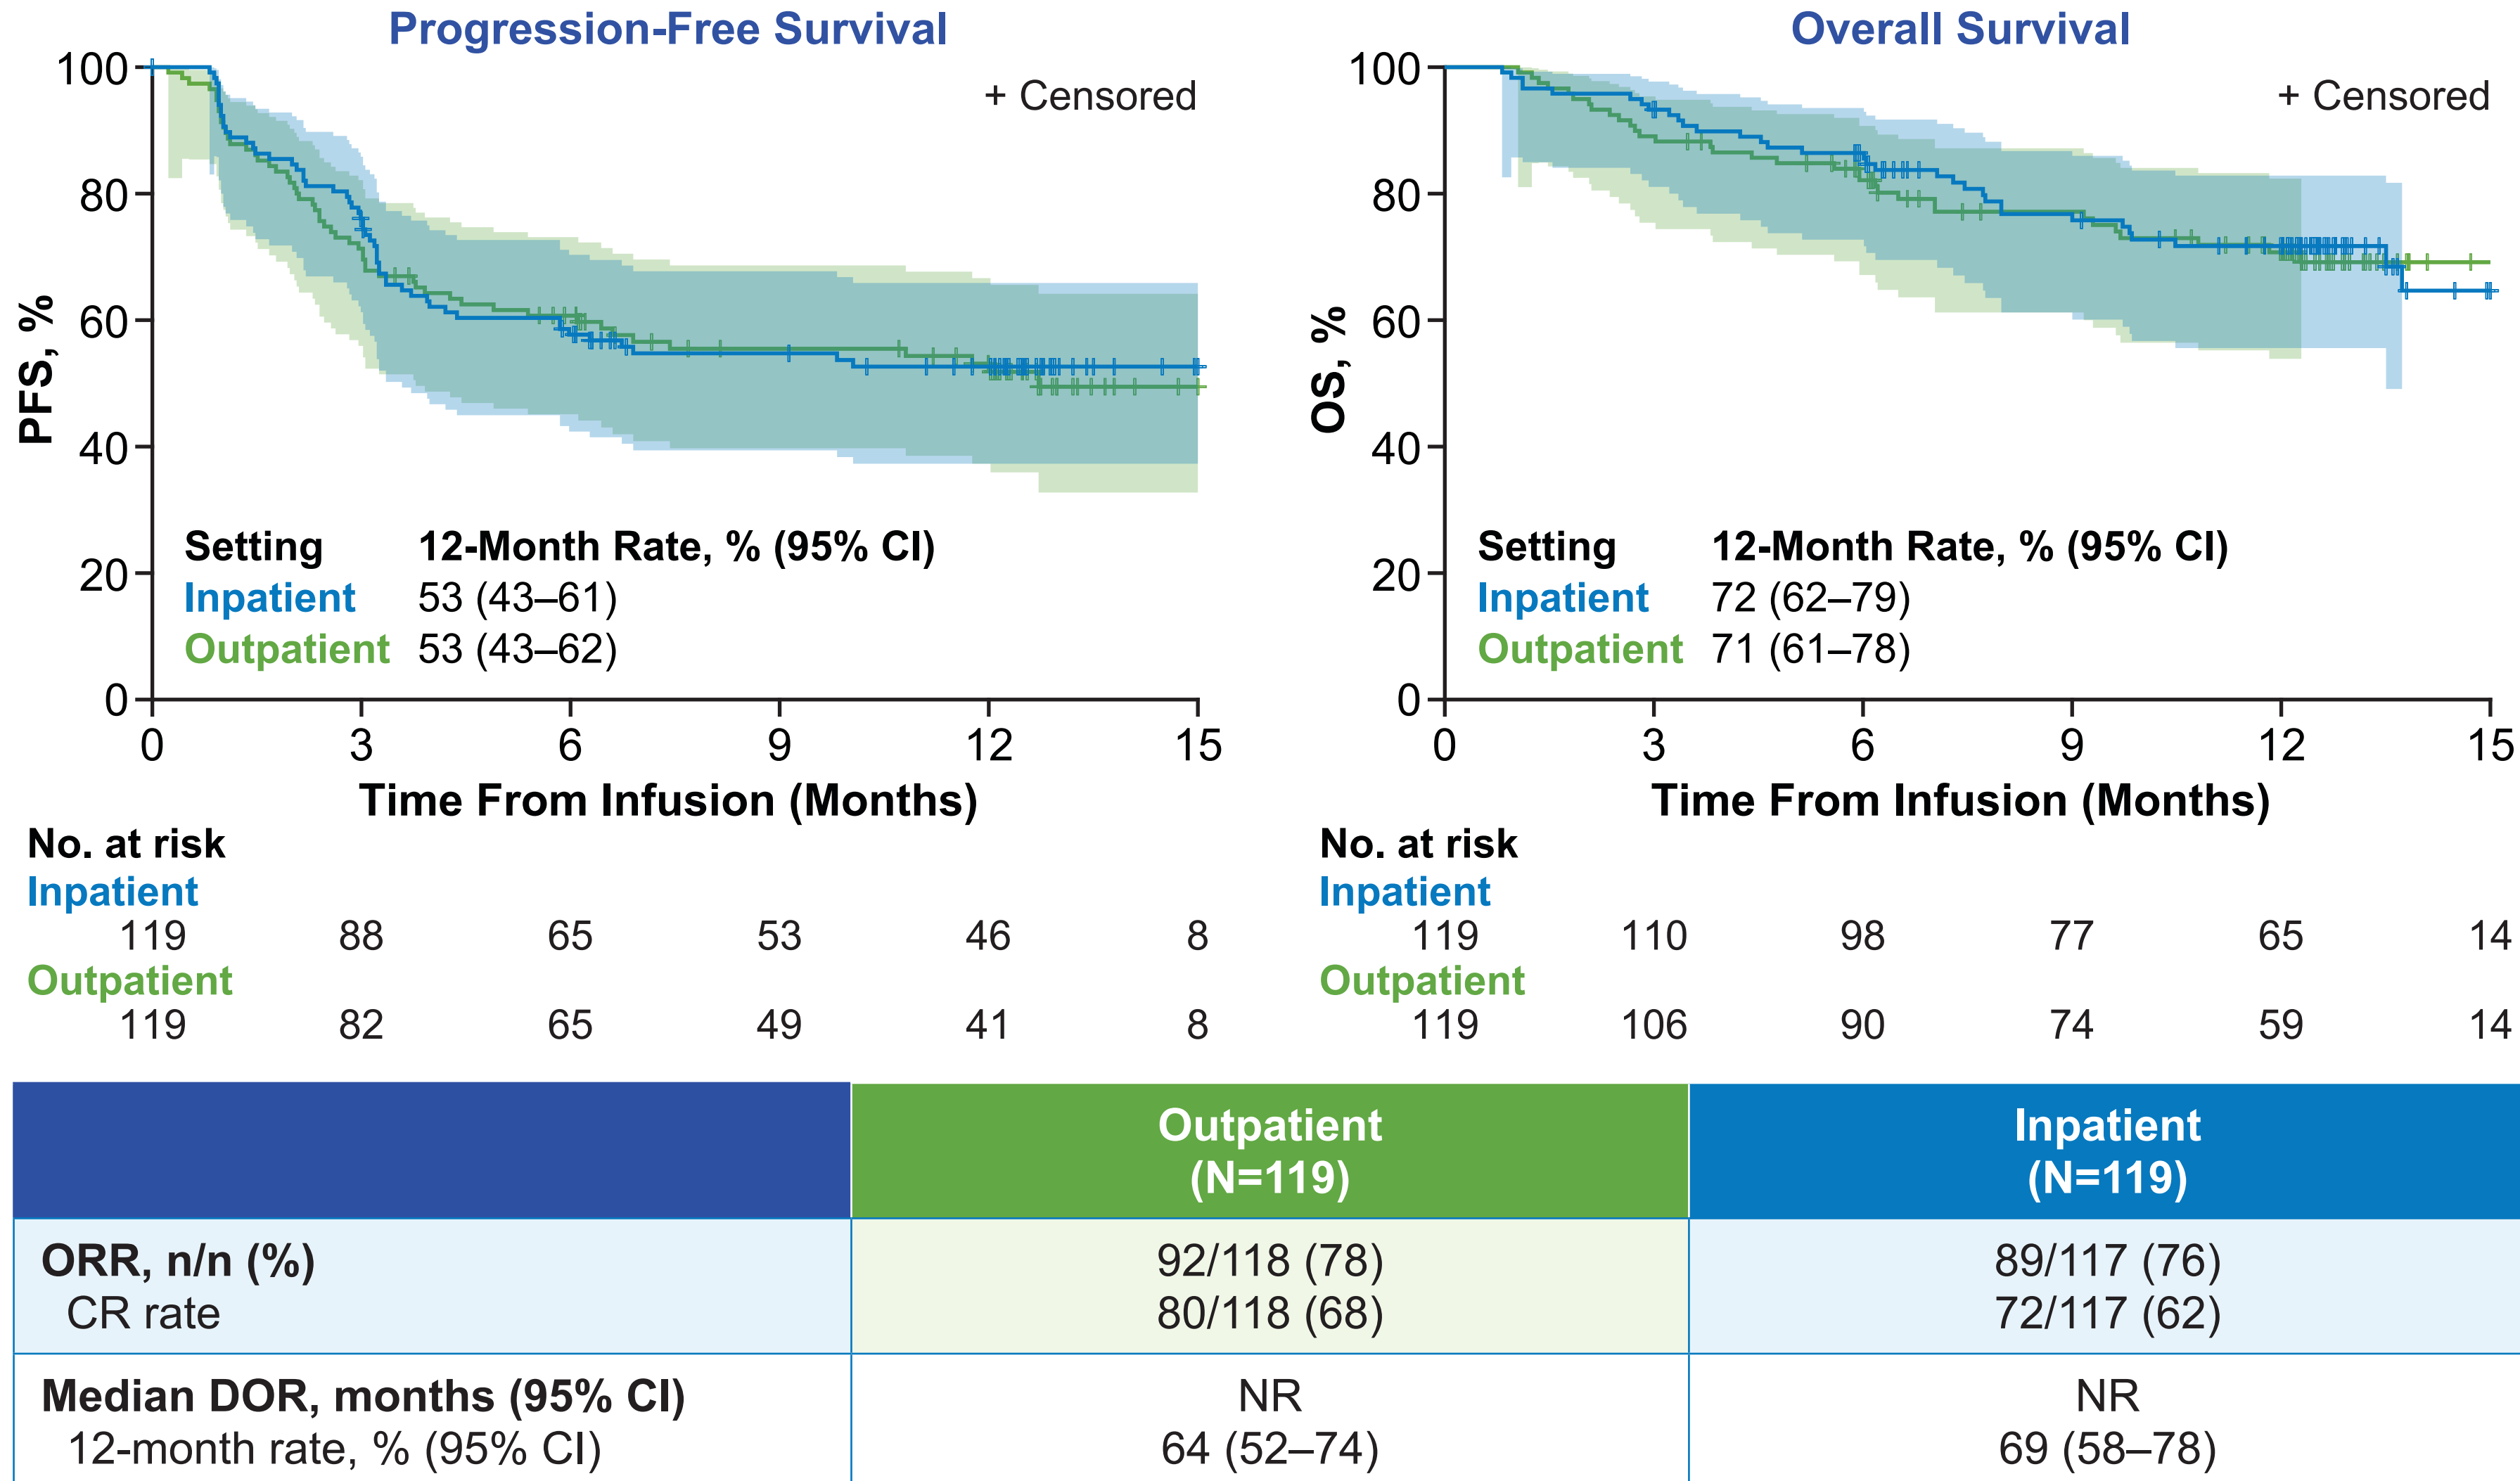 Progression-Free Survival
+ Censored
PFS, %
100
80
60
40
20
0
Setting 12-Month Rate, % (95% CI)
Inpatient 53 (43–61)
Outpatient 53 (43–62)
0 3 6 9 12 15
Time From Infusion (Months)
No. at risk
Inpatient
119 88 65 53 46 8
Outpatient
119 82 65 49 41 8
Overall Survival
+ Censored
OS, %
100
80
60
40
20
0
Setting 12-Month Rate, % (95% CI)
Inpatient 72 (62–79)
Outpatient 71 (61–78)
0 3 6 9 12 15
Time From Infusion (Months)
No. at risk
Inpatient
119 110 98 77 65 14
Outpatient
119 106 90 74 59 14
Outpatient Inpatient
(N=119) (N=119)
ORR, n/n (%) 92/118 (78) 89/117 (76)
CR rate 80/118 (68) 72/117 (62)
Median DOR, months (95% CI) NR NR
12-month rate, % (95% CI) 64 (52–74) 69 (58–78)